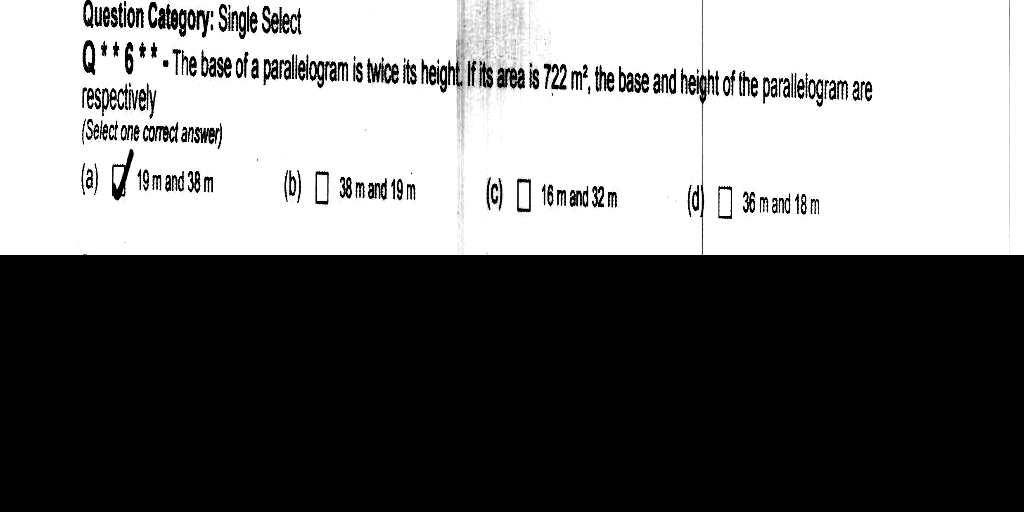 Question Category: Single Select
Q**6** - The base of a parallelogram is twice its height. If its area is 722 m², the base and height of the parallelogram are
respectively
(Select one correct answer)
(a) 19 m and 38 m (b) 38 m and 19 m (c) 16 m and 32 m (d) 36 m and 18 m